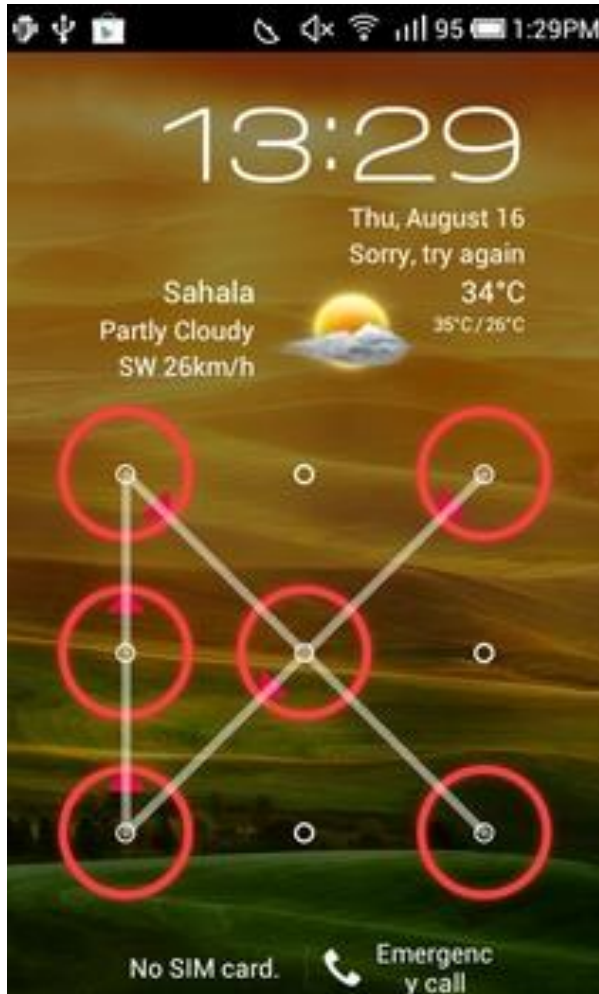 95 1:29PM
13:29
Thu, August 16
Sorry, try again
Sahala
34°C
Partly Cloudy
35°C / 26°C
SW 26km/h
No SIM card.
Emergenc
y call